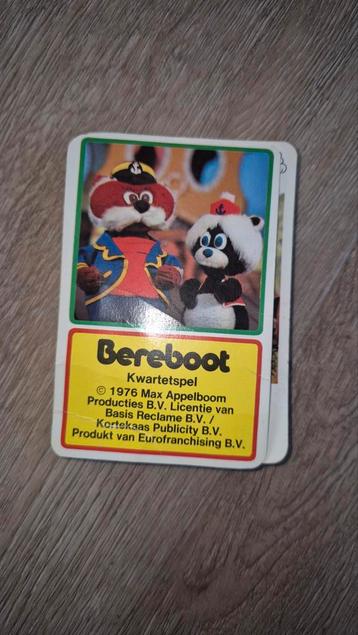 Bereboot
Kwartetspel
© 1976 Max Appelboom
Producties B.V. Licentie van
Basis Reclame B.V. /
Kortekaas Publicity B.V.
Produkt van Eurofranchising B.V.